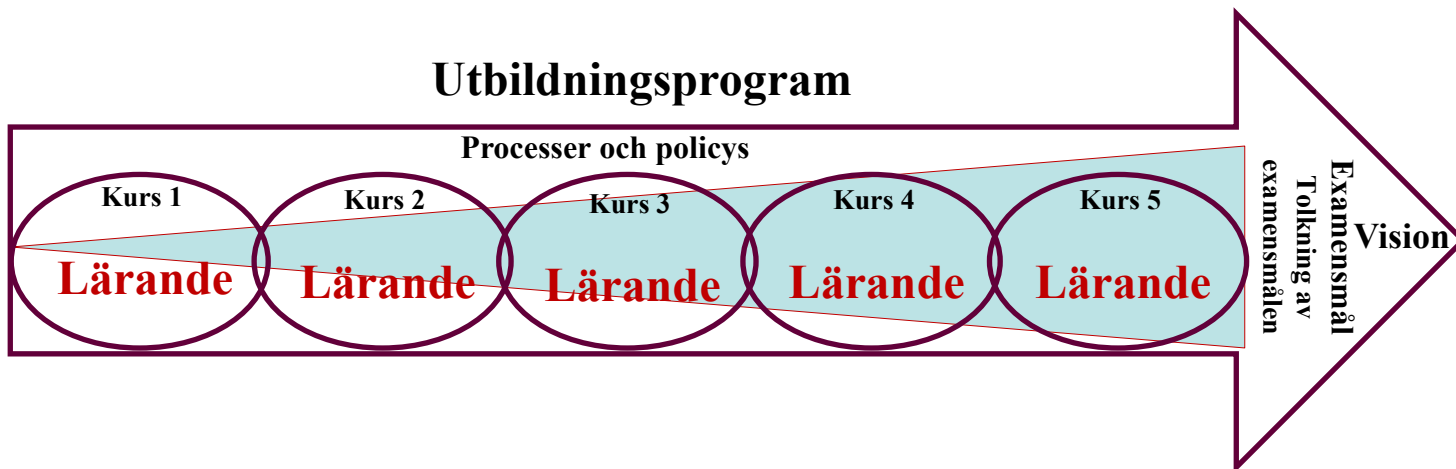 Utbildningsprogram
Processer och policys
Kurs 1
Kurs 2
Kurs 3
Kurs 4
Kurs 5
Lärande
Lärande
Lärande
Lärande
Lärande
Tolkning av
examensmålen
Examensmål
Vision